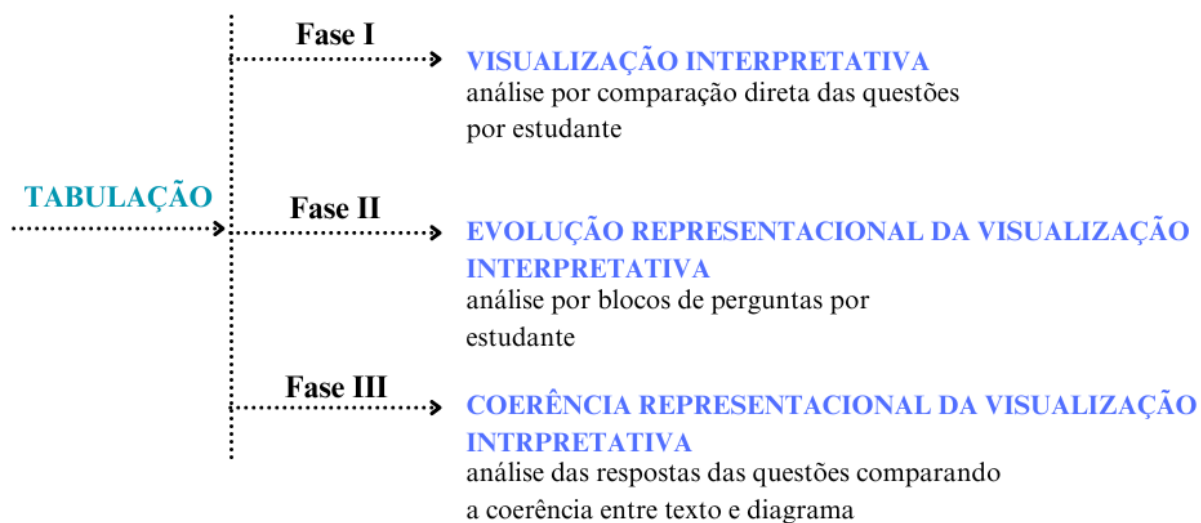 Fase I
VISUALIZAÇÃO INTERPRETATIVA
análise por comparação direta das questões
por estudante
TABULAÇÃO
Fase II
EVOLUÇÃO REPRESENTACIONAL DA VISUALIZAÇÃO
INTERPRETATIVA
análise por blocos de perguntas por
estudante
Fase III
COERÊNCIA REPRESENTACIONAL DA VISUALIZAÇÃO
INTRPRETATIVA
análise das respostas das questões comparando
a coerência entre texto e diagrama